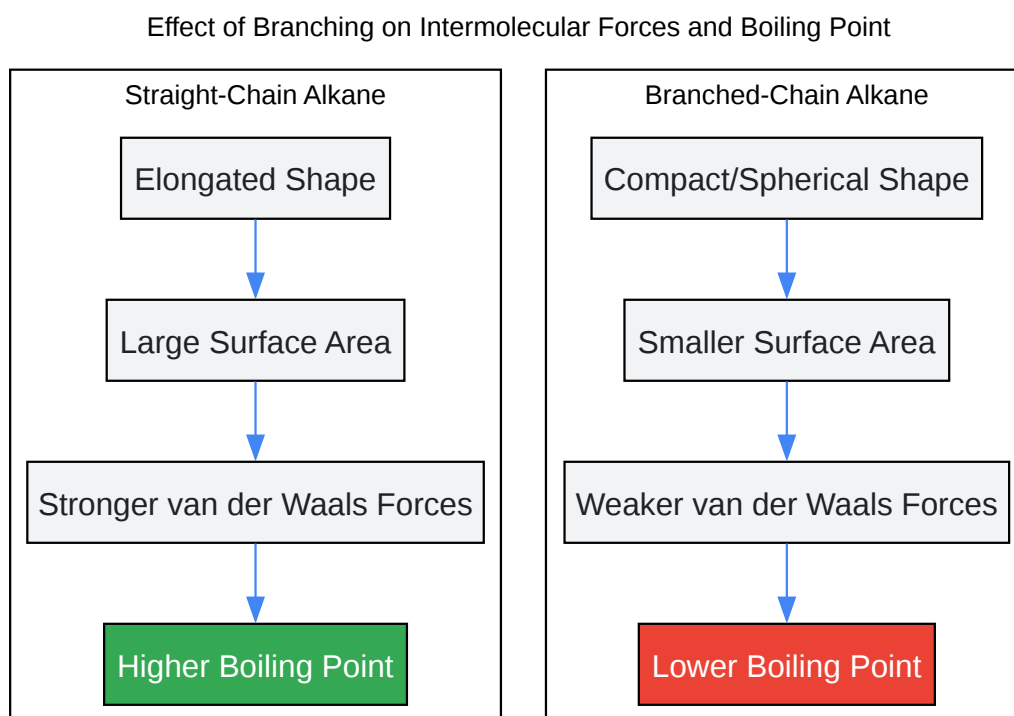 Effect of Branching on Intermolecular Forces and Boiling Point
Straight-Chain Alkane
Elongated Shape
Large Surface Area
Stronger van der Waals Forces
Higher Boiling Point
Branched-Chain Alkane
Compact/Spherical Shape
Smaller Surface Area
Weaker van der Waals Forces
Lower Boiling Point